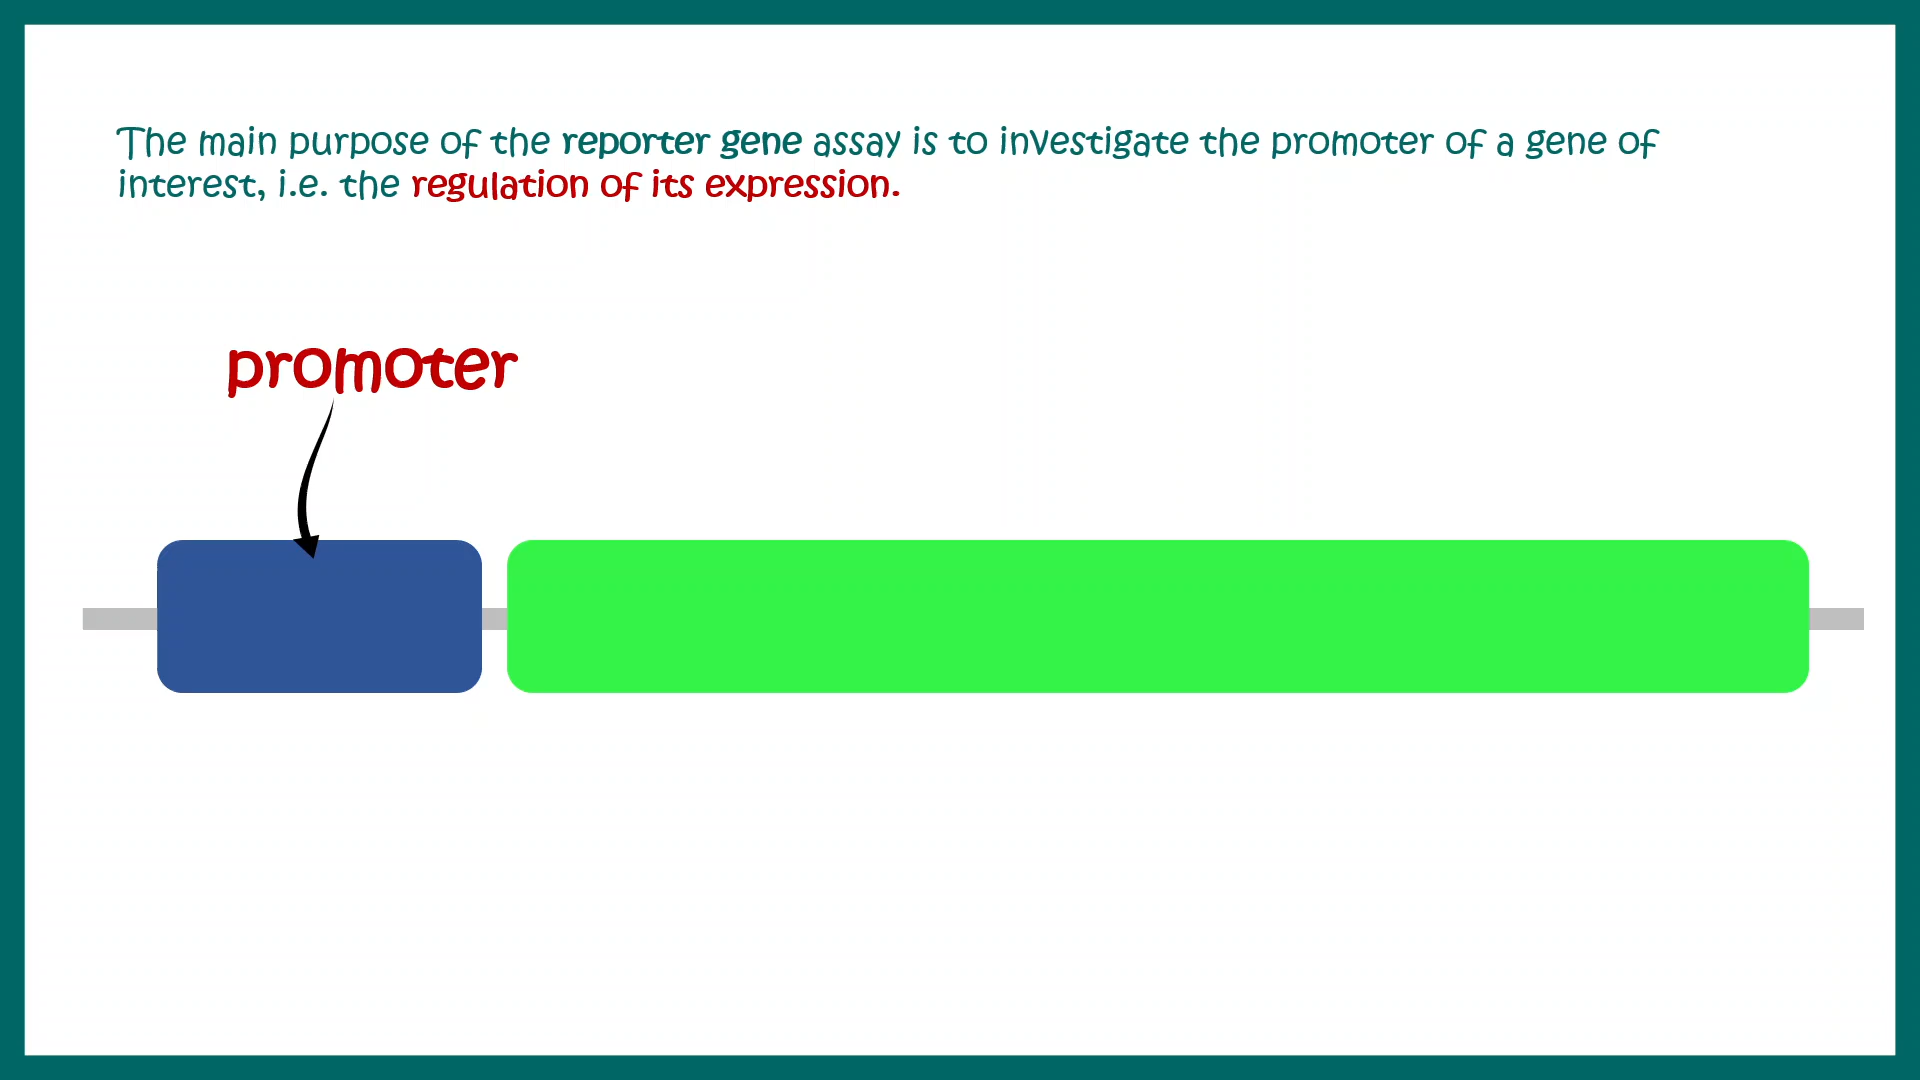 The main purpose of the reporter gene assay is to investigate the promoter of a gene of
interest, i.e. the regulation of its expression.
promoter